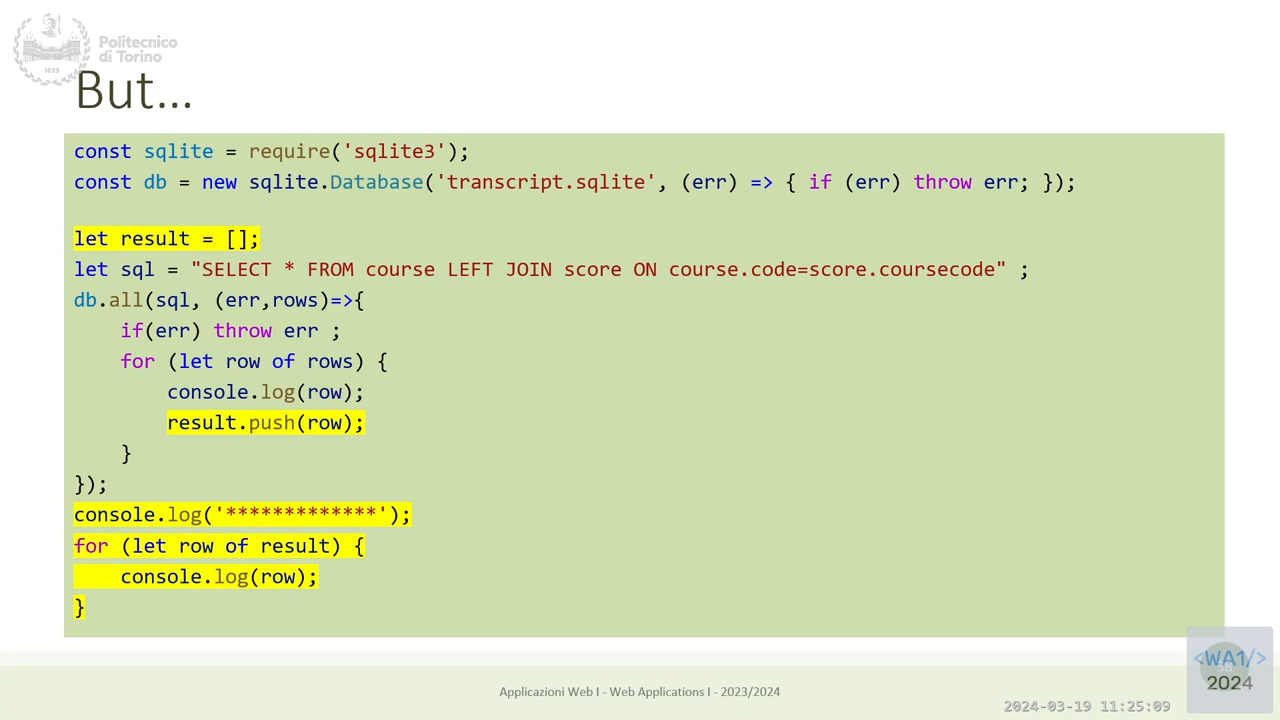 Politecnico
di Torino
1859
But...
const sqlite = require('sqlite3');
const db = new sqlite.Database('transcript.sqlite', (err) => { if (err) throw err; });
let result = [];
let sql = "SELECT * FROM course LEFT JOIN score ON course.code=score.coursecode" ;
db.all(sql, (err,rows)=>{
    if(err) throw err ;
    for (let row of rows) {
        console.log(row);
        result.push(row);
    }
});
console.log('*************');
for (let row of result) {
    console.log(row);
}
Applicazioni Web I - Web Applications I - 2023/2024
<WA1/>
2024
2024-03-19 11:25:09